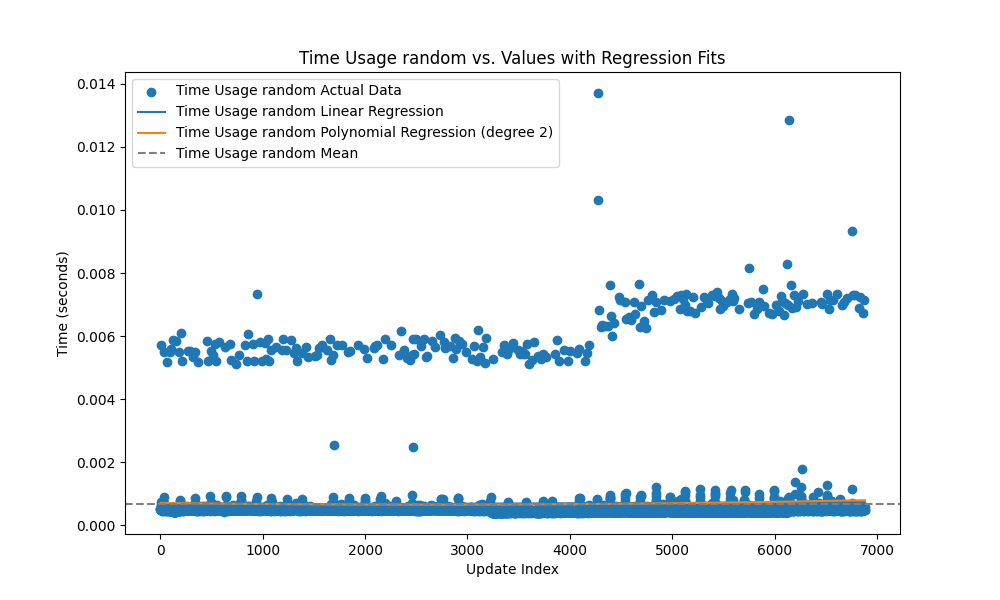 Time Usage random vs. Values with Regression Fits
Time Usage random Actual Data
Time Usage random Linear Regression
Time Usage random Polynomial Regression (degree 2)
Time Usage random Mean
Time (seconds)
0.014
0.012
0.010
0.008
0.006
0.004
0.002
0.000
0 1000 2000 3000 4000 5000 6000 7000
Update Index